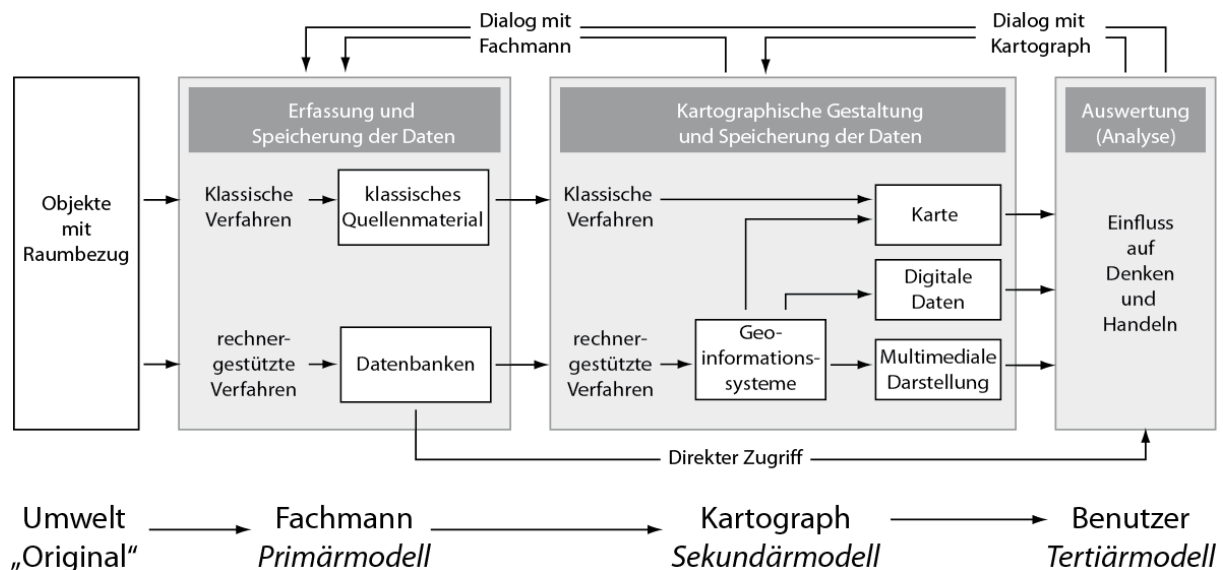 Dialog mit
Fachmann
Dialog mit
Kartograph
Erfassung und
Speicherung der Daten
Kartographische Gestaltung
und Speicherung der Daten
Auswertung
(Analyse)
Objekte
mit
Raumbezug
Klassische
Verfahren
klassisches
Quellenmaterial
Klassische
Verfahren
Karte
Digitale
Daten
Einfluss
auf
Denken
und
Handeln
rechner-
gestützte
Verfahren
Datenbanken
rechner-
gestützte
Verfahren
Geo-
informations-
systeme
Multimediale
Darstellung
Direkter Zugriff
Umwelt
„Original“
Fachmann
Primärmodell
Kartograph
Sekundärmodell
Benutzer
Tertiärmodell